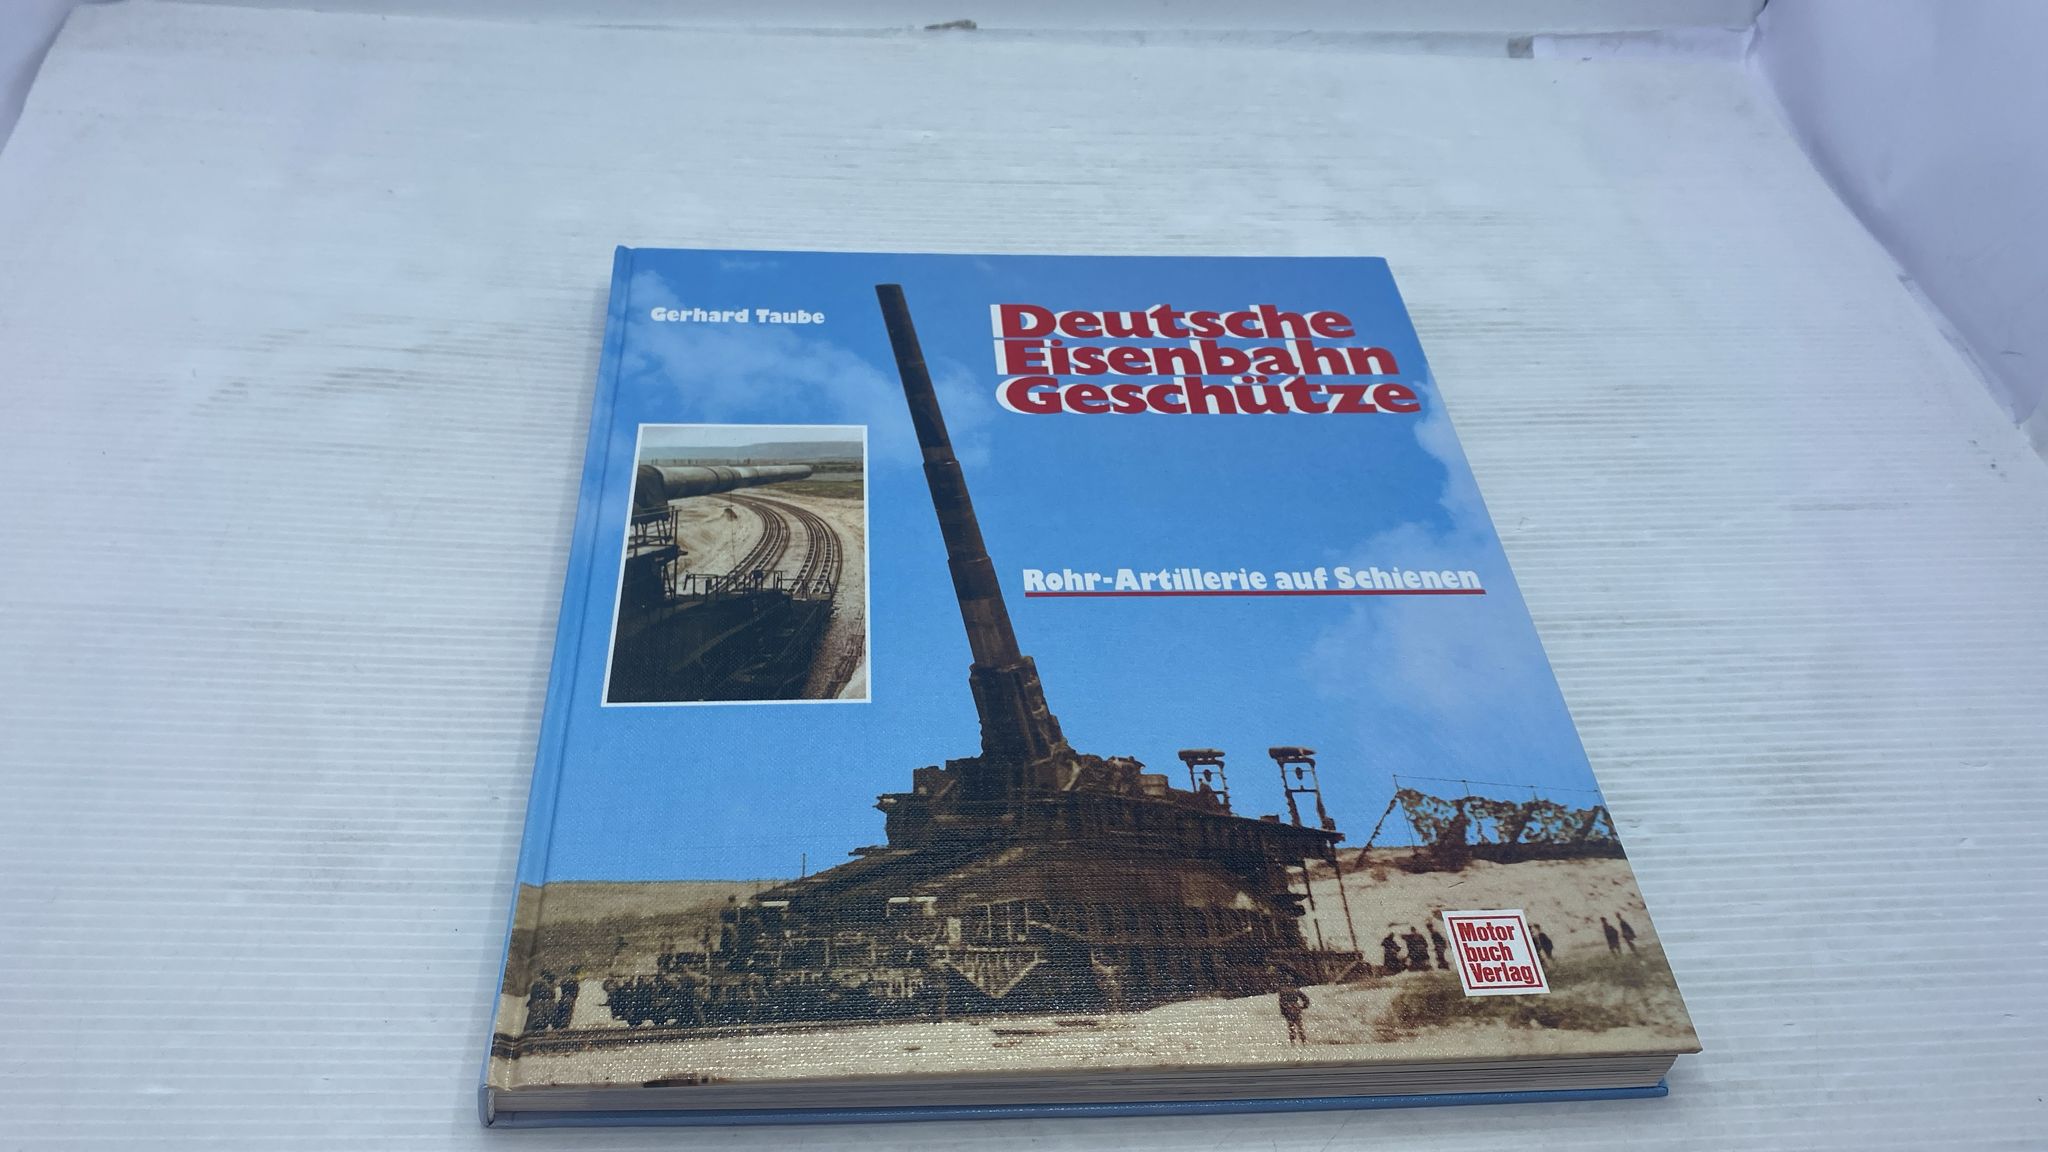 Gerhard Taube
Deutsche
Eisenbahn
Geschütze
Rohr-Artillerie auf Schienen
Motor
buch
Verlag